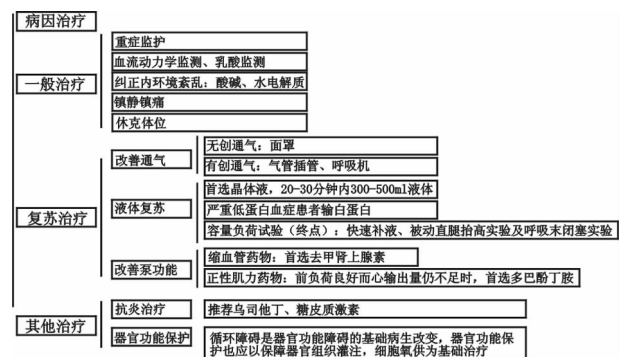 病因治疗
一般治疗
重症监护
血流动力学监测、乳酸监测
纠正内环境紊乱：酸碱、水电解质
镇静镇痛
休克体位
复苏治疗
改善通气
无创通气：面罩
有创通气：气管插管、呼吸机
液体复苏
首选晶体液，20-30分钟内300-500ml液体
严重低蛋白血症患者输白蛋白
容量负荷试验（终点）：快速补液、被动直腿抬高实验及呼吸末闭塞实验
改善泵功能
缩血管药物：首选去甲肾上腺素
正性肌力药物：前负荷良好而心输出量仍不足时，首选多巴酚丁胺
其他治疗
抗炎治疗
推荐乌司他丁、糖皮质激素
器官功能保护
循环障碍是器官功能障碍的基础病生改变，器官功能保
护也应以保障器官组织灌注，细胞氧供为基础治疗